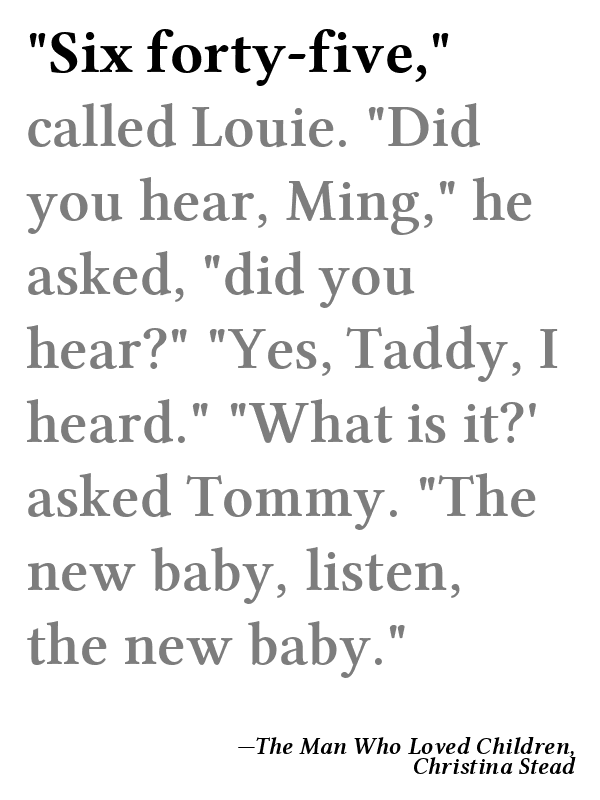 "Six forty-five,"
called Louie. "Did
you hear, Ming," he
asked, "did you
hear?" "Yes, Taddy, I
heard." "What is it?'
asked Tommy. "The
new baby, listen,
the new baby."
—The Man Who Loved Children,
Christina Stead